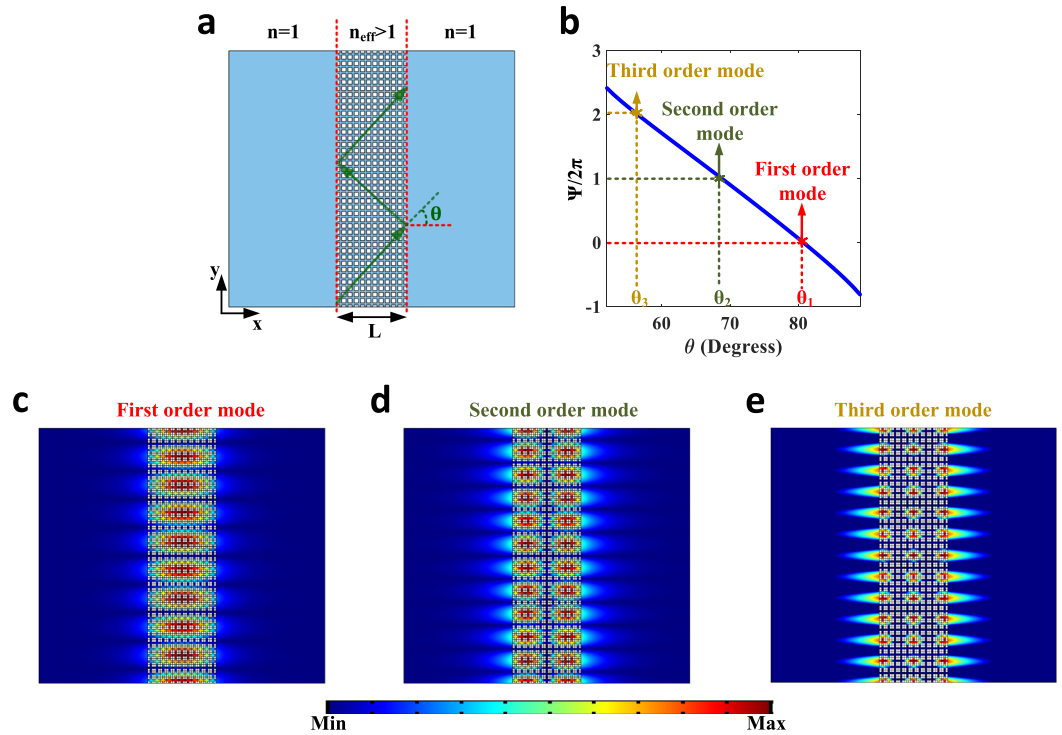 a
n=1
n_eff>1
n=1
θ
y
x
L
b
Ψ/2π
3
2
1
0
-1
Third order mode
Second order
mode
First order
mode
θ3
θ2
θ1
60
70
80
θ (Degress)
c
First order mode
d
Second order mode
e
Third order mode
Min
Max